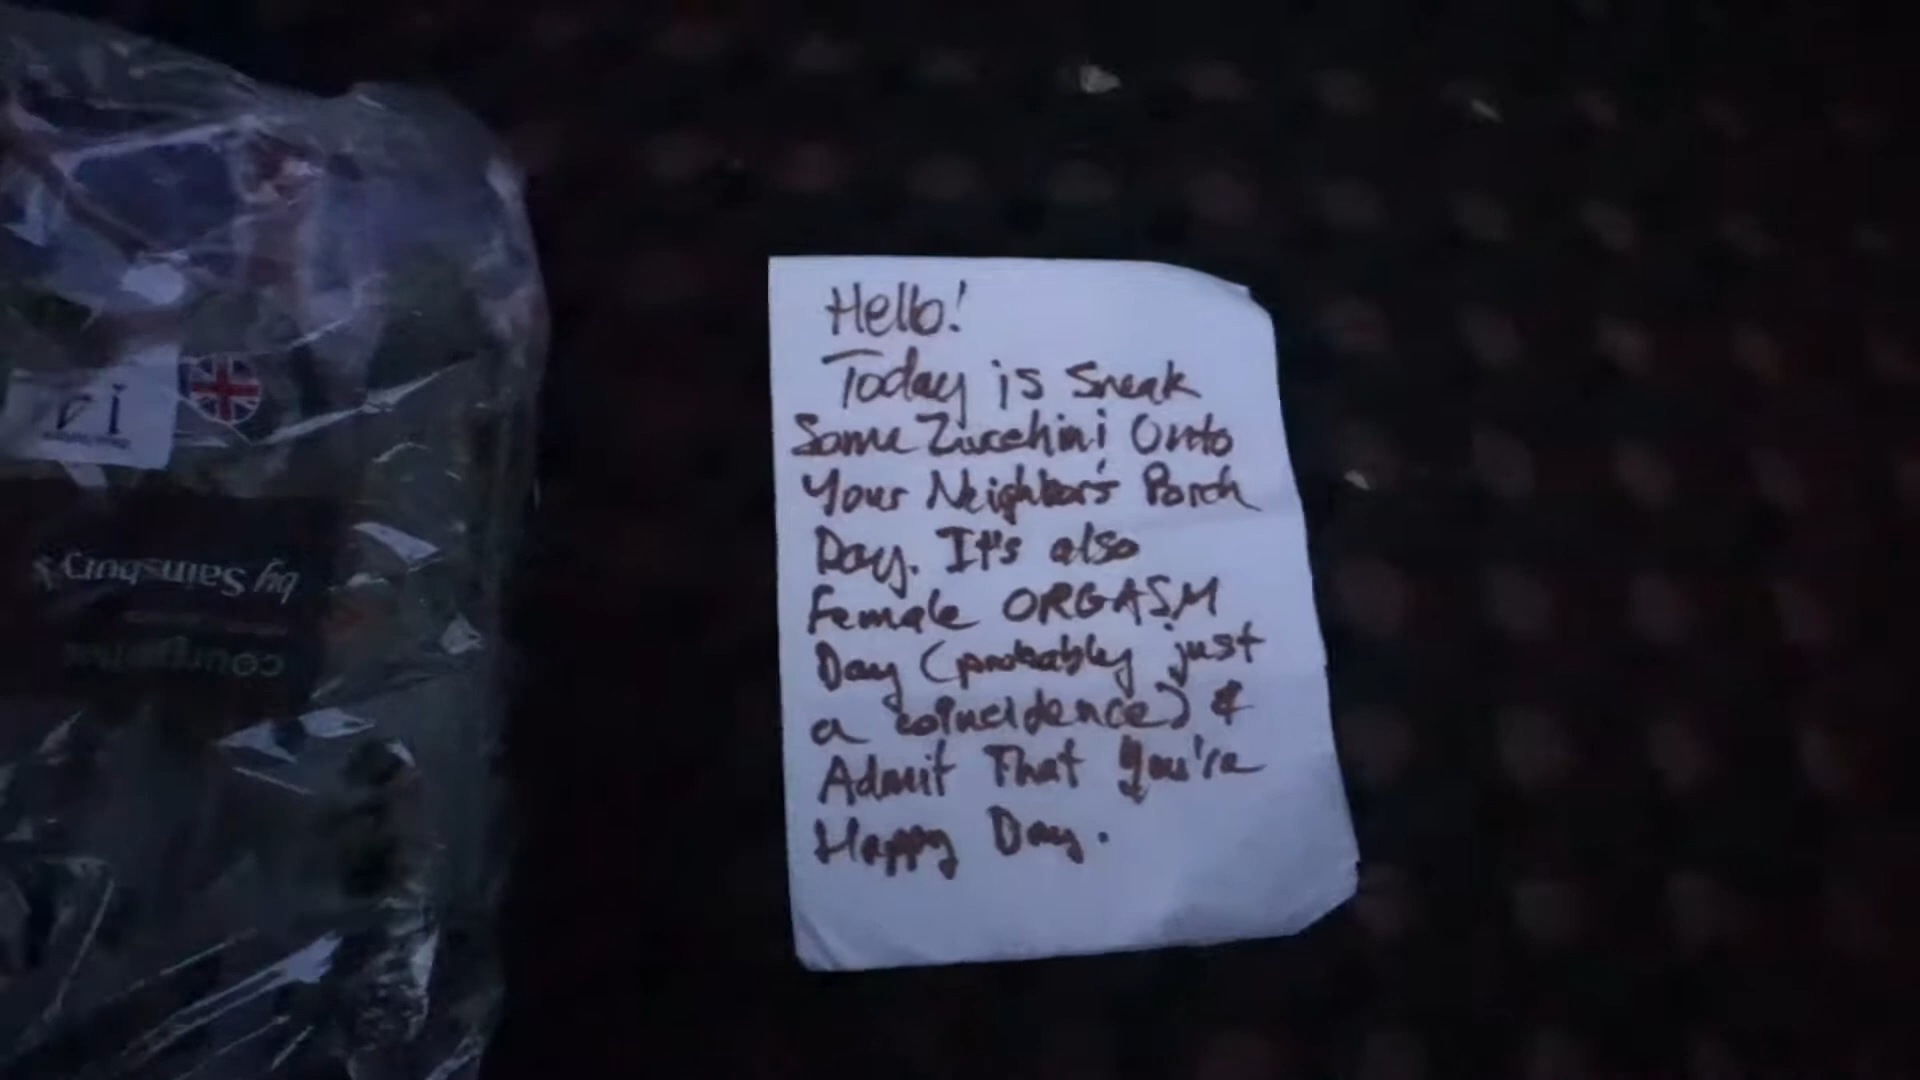 Hello!
Today is Sneak
Some Zucchini Onto
Your Neighbor's Porch
Day. It's also
Female ORGASM
Day (probably just
a coincidence) &
Admit That You're
Happy Day.
by Sainsbury's
courgettes